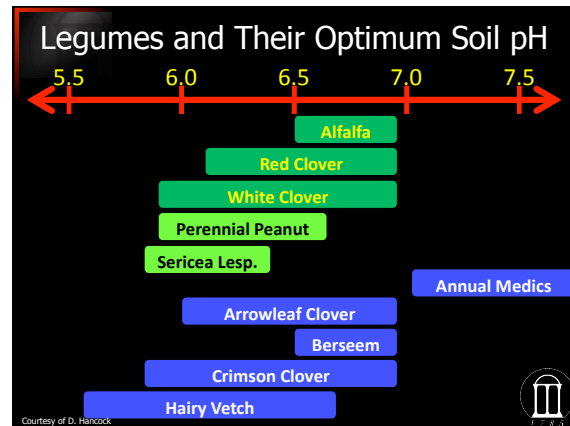 Legumes and Their Optimum Soil pH
5.5 6.0 6.5 7.0 7.5
Alfalfa
Red Clover
White Clover
Perennial Peanut
Sericea Lesp.
Annual Medics
Arrowleaf Clover
Berseem
Crimson Clover
Hairy Vetch
Courtesy of D. Hancock
1785